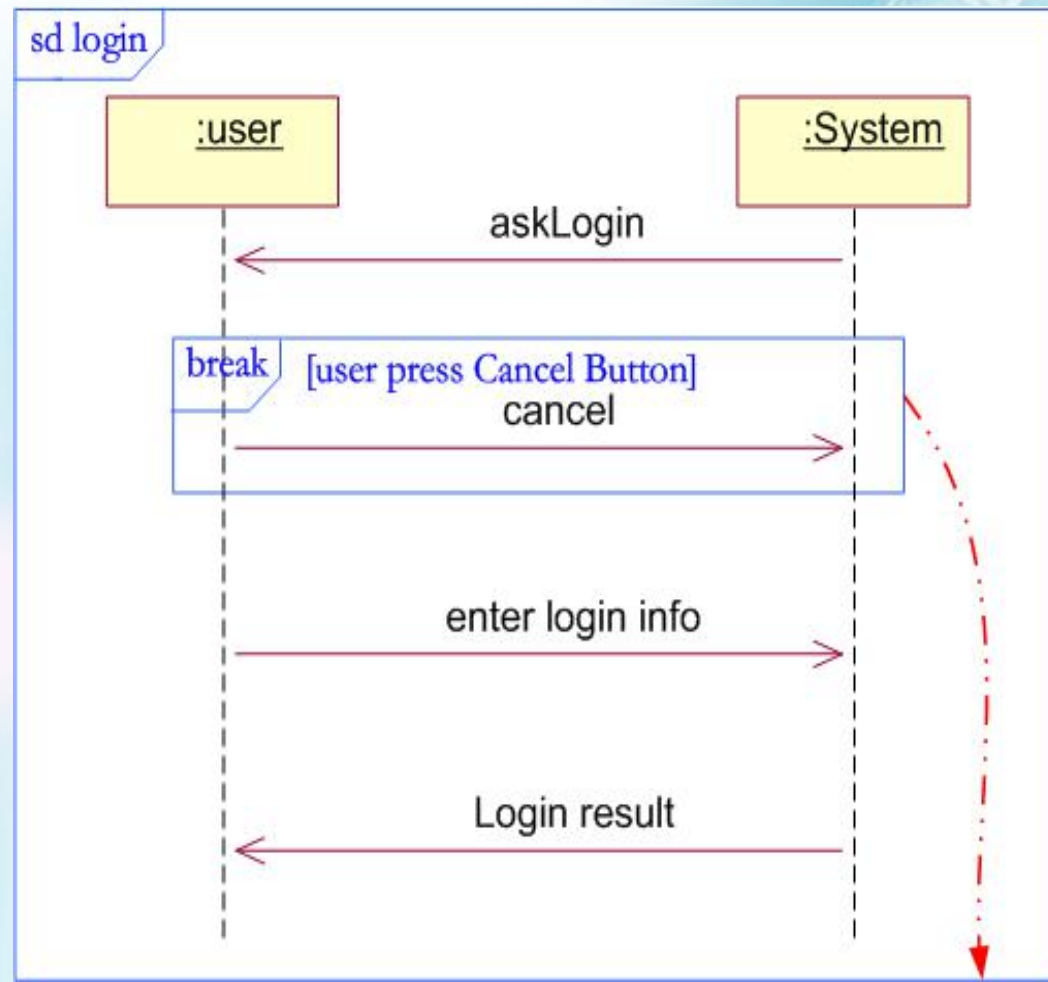 sd login
:user
:System
askLogin
break
[user press Cancel Button]
cancel
enter login info
Login result